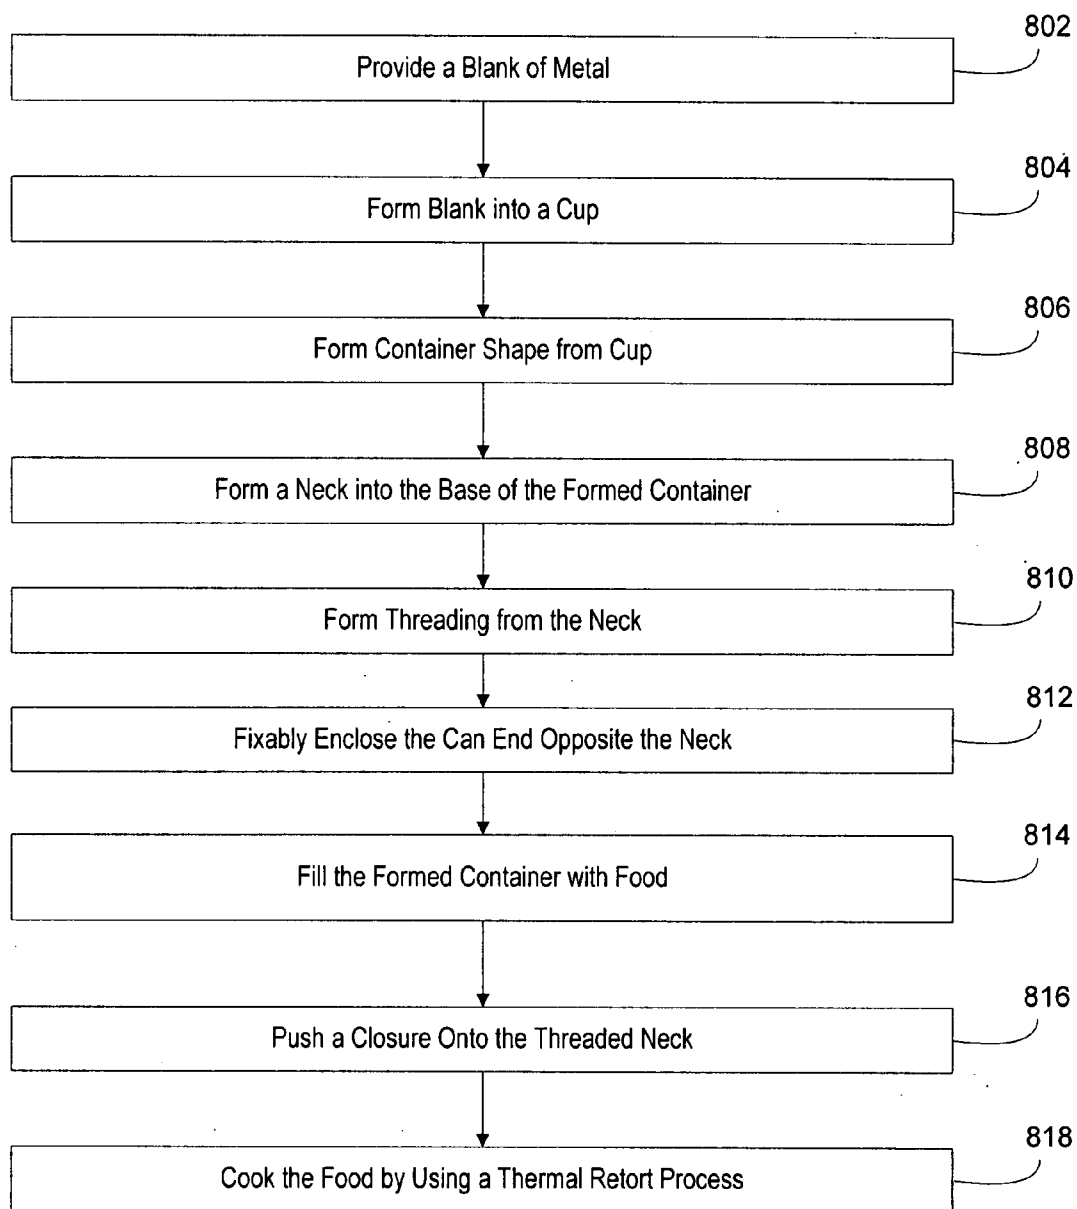 802
Provide a Blank of Metal
804
Form Blank into a Cup
806
Form Container Shape from Cup
808
Form a Neck into the Base of the Formed Container
810
Form Threading from the Neck
812
Fixably Enclose the Can End Opposite the Neck
814
Fill the Formed Container with Food
816
Push a Closure Onto the Threaded Neck
818
Cook the Food by Using a Thermal Retort Process